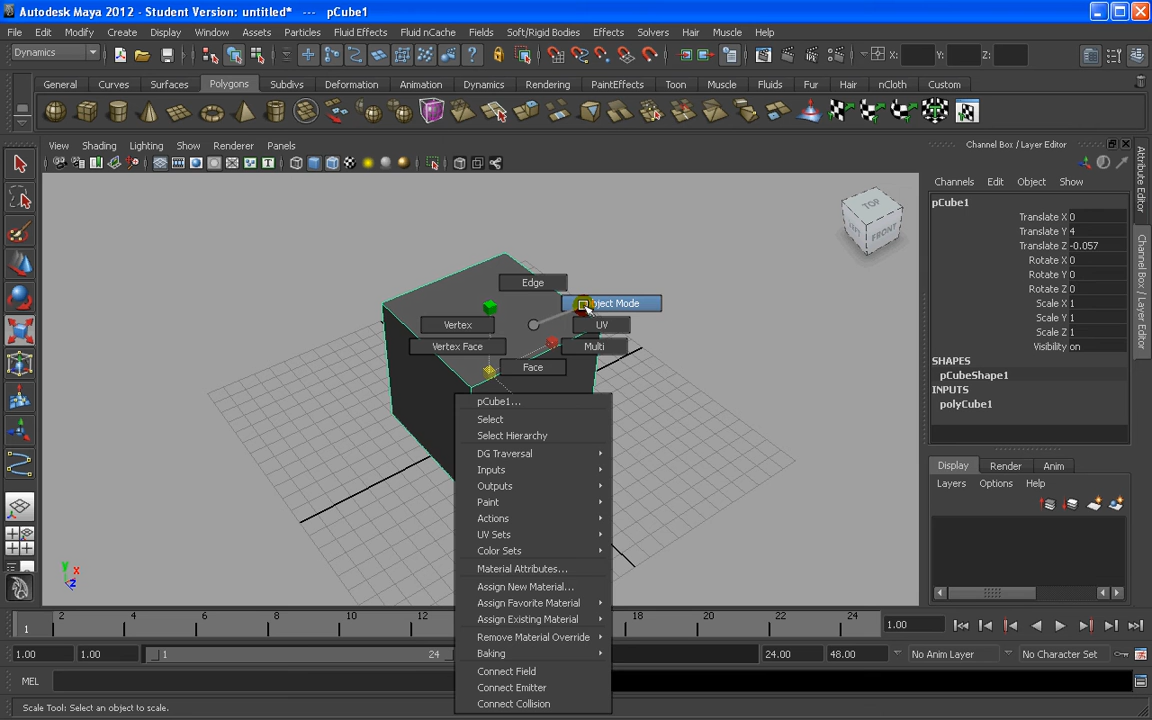 Autodesk Maya 2012 - Student Version: untitled* --- pCube1
File Edit Modify Create Display Window Assets Particles Fluid Effects Fluid nCache Fields Soft/Rigid Bodies Effects Solvers Hair Muscle Help
Dynamics X: Y: Z:
General Curves Surfaces Polygons Subdivs Deformation Animation Dynamics Rendering PaintEffects Toon Muscle Fluids Fur Hair nCloth Custom
View Shading Lighting Show Renderer Panels
Channel Box / Layer Editor
Channels Edit Object Show
pCube1
Translate X 0
Translate Y 4
Translate Z -0.057
Rotate X 0
Rotate Y 0
Rotate Z 0
Scale X 1
Scale Y 1
Scale Z 1
Visibility on
SHAPES
pCubeShape1
INPUTS
polyCube1
Attribute Editor
Channel Box / Layer Editor
TOP
FRONT
Edge
ject Mode
Vertex
UV
Vertex Face
Multi
Face
pCube1...
Select
Select Hierarchy
DG Traversal
Inputs
Outputs
Paint
Actions
UV Sets
Color Sets
Material Attributes...
Assign New Material...
Assign Favorite Material
Assign Existing Material
Remove Material Override
Baking
Connect Field
Connect Emitter
Connect Collision
Display Render Anim
Layers Options Help
Y X Z
1 2 4 6 8 10 12 18 20 22 24 1.00
1.00 1.00 1 24 24.00 48.00 No Anim Layer No Character Set
MEL
Scale Tool: Select an object to scale.